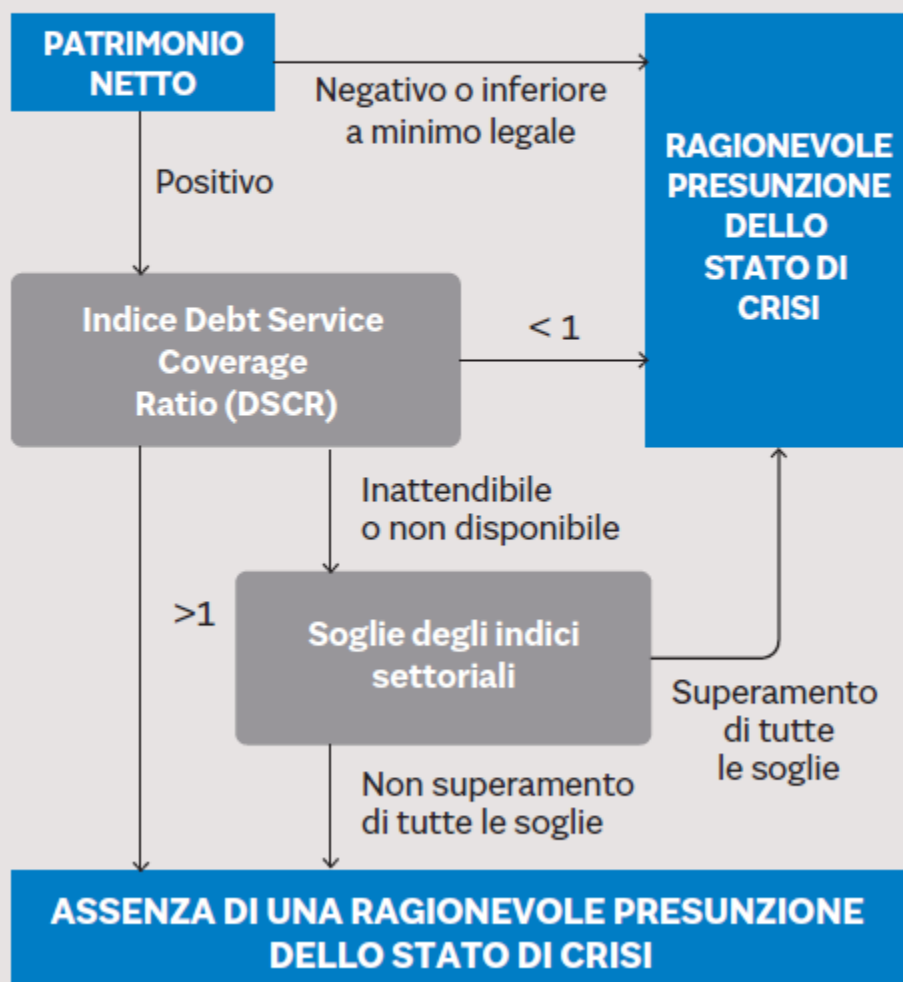 PATRIMONIO
NETTO
Negativo o inferiore
a minimo legale
RAGIONEVOLE
PRESUNZIONE
DELLO
STATO DI
CRISI
Positivo
Indice Debt Service
Coverage
Ratio (DSCR)
< 1
Inattendibile
o non disponibile
>1
Soglie degli indici
settoriali
Superamento
di tutte
le soglie
Non superamento
di tutte le soglie
ASSENZA DI UNA RAGIONEVOLE PRESUNZIONE
DELLO STATO DI CRISI